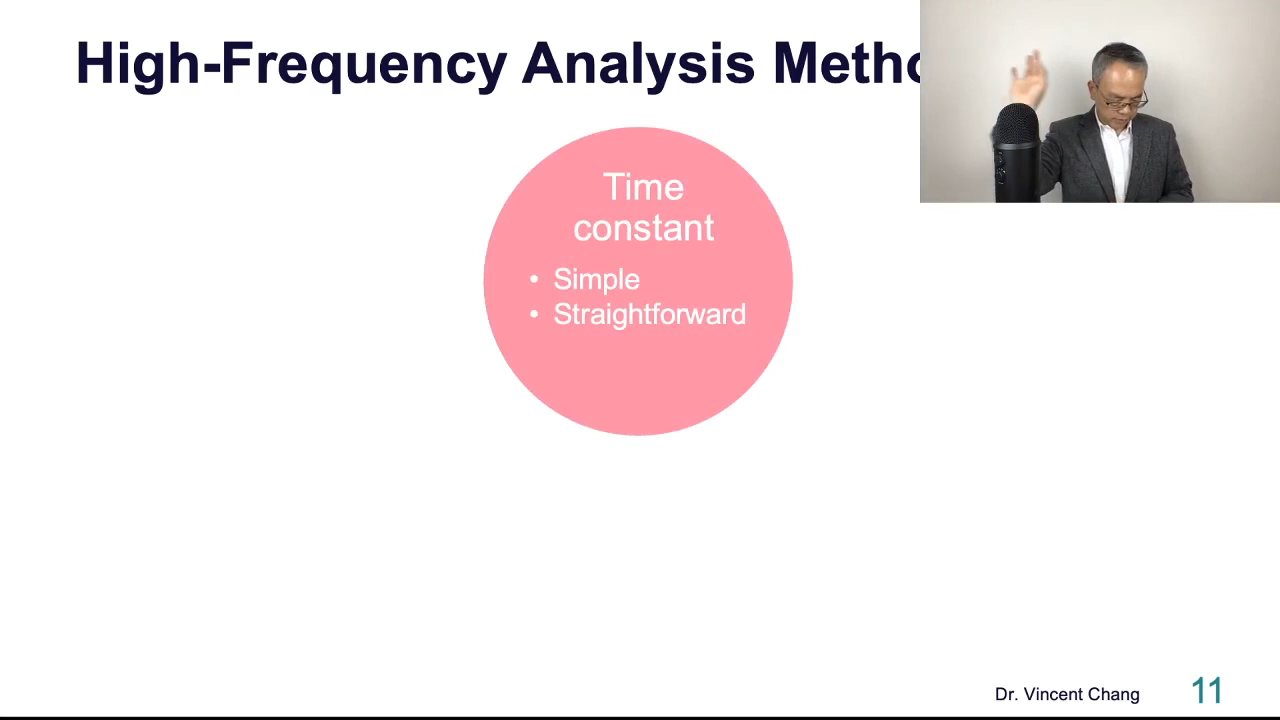 High-Frequency Analysis Metho
Time
constant
• Simple
• Straightforward
Dr. Vincent Chang
11